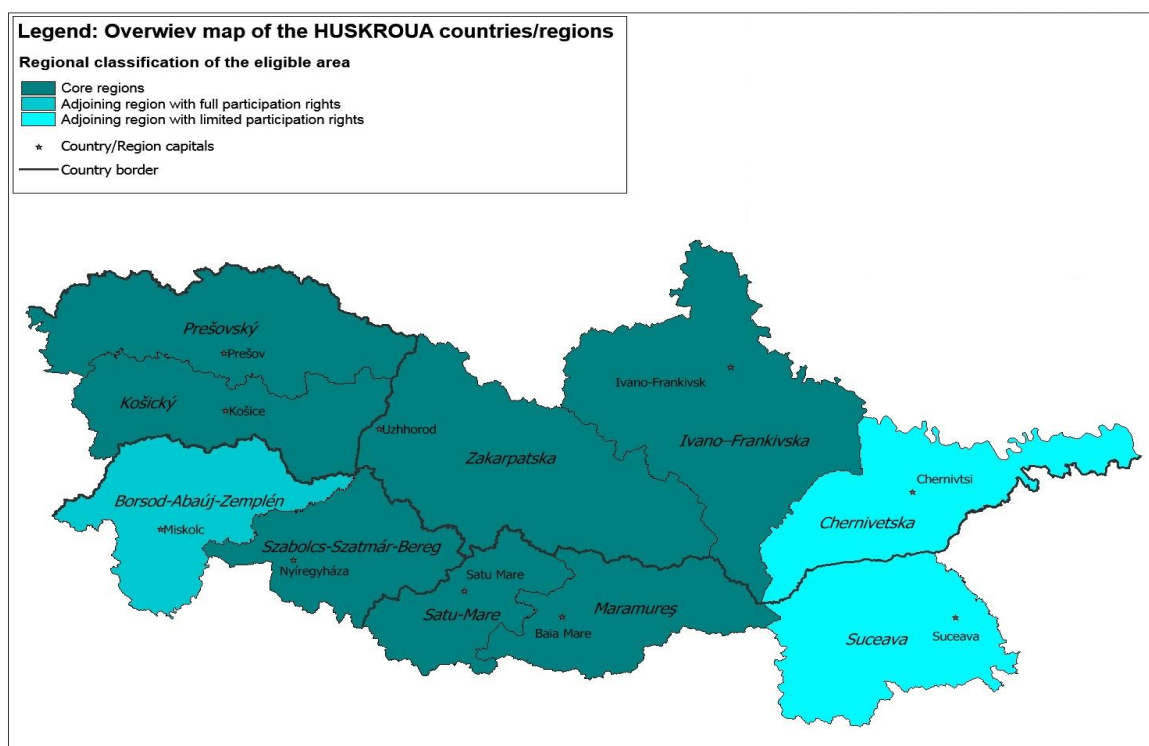 Legend: Overwiev map of the HUSKROUA countries/regions
Regional classification of the eligible area
Core regions
Adjoining region with full participation rights
Adjoining region with limited participation rights
Country/Region capitals
Country border
Prešovský
Prešov
Košický
Košice
Ivano-Frankivsk
Uzhhorod
Zakarpatska
Ivano–Frankivska
Borsod-Abaúj-Zemplén
Miskolc
Chernivtsi
Chernivetska
Szabolcs-Szatmár-Bereg
Nyíregyháza
Satu Mare
Satu-Mare
Maramureş
Baia Mare
Suceava
Suceava